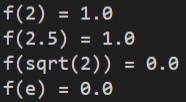 f(2) = 1.0
f(2.5) = 1.0
f(sqrt(2)) = 0.0
f(e) = 0.0